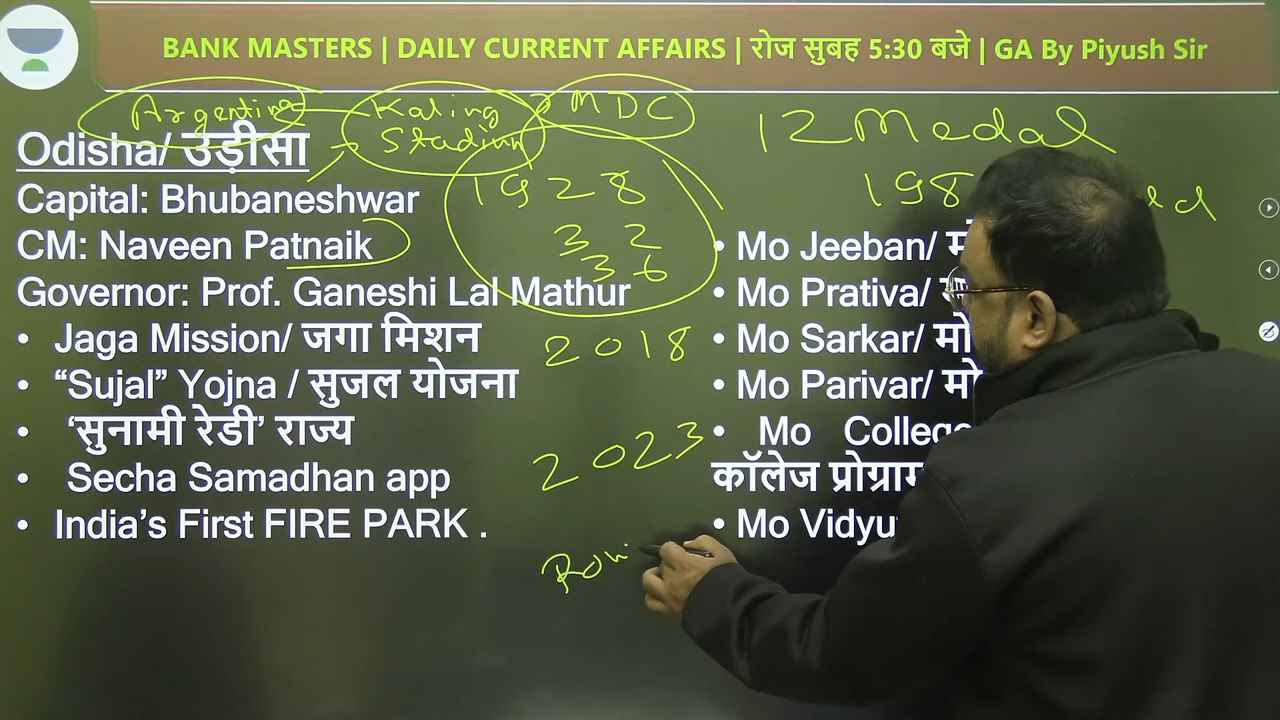 BANK MASTERS | DAILY CURRENT AFFAIRS | रोज सुबह 5:30 बजे | GA By Piyush Sir
Argentina Kaling MDC
Stadium
12 Medal
Odisha/ उड़ीसा
Capital: Bhubaneshwar
CM: Naveen Patnaik
Governor: Prof. Ganeshi Lal Mathur
• Jaga Mission/ जगा मिशन
• “Sujal” Yojna / सुजल योजना
• ‘सुनामी रेडी’ राज्य
• Secha Samadhan app
• India’s First FIRE PARK .
1928
32
36
2018
2023
198
• Mo Jeeban/
• Mo Prativa/
• Mo Sarkar/
• Mo Parivar/
• Mo College
कॉलेज
• Mo